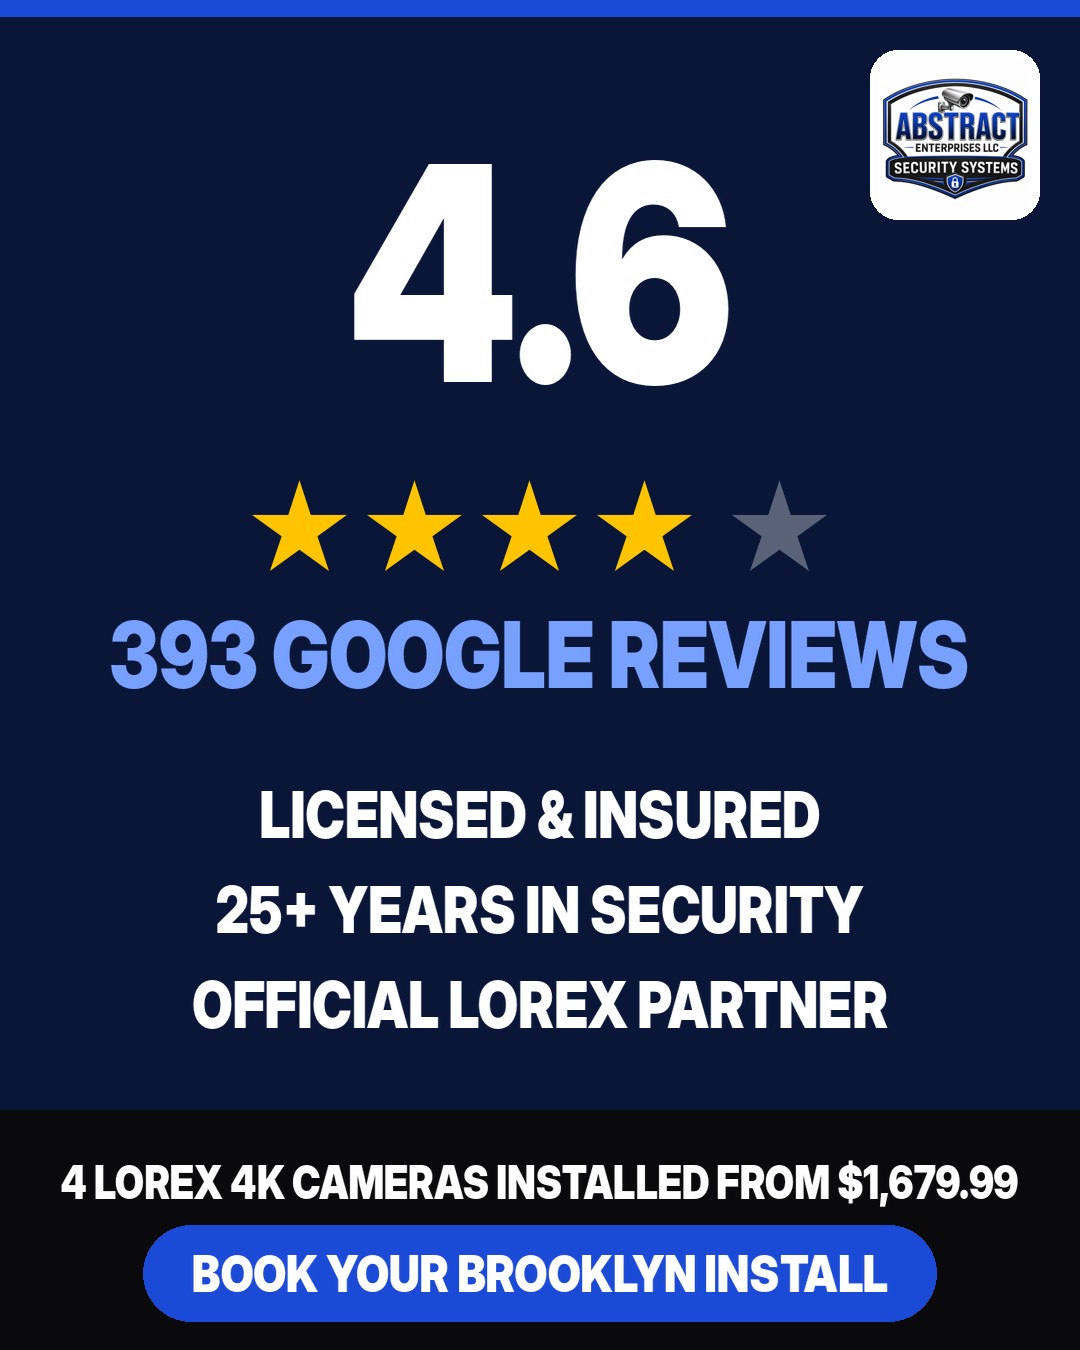 ABSTRACT
ENTERPRISES LLC
SECURITY SYSTEMS
4.6
393 GOOGLE REVIEWS
LICENSED & INSURED
25+ YEARS IN SECURITY
OFFICIAL LOREX PARTNER
4 LOREX 4K CAMERAS INSTALLED FROM $1,679.99
BOOK YOUR BROOKLYN INSTALL